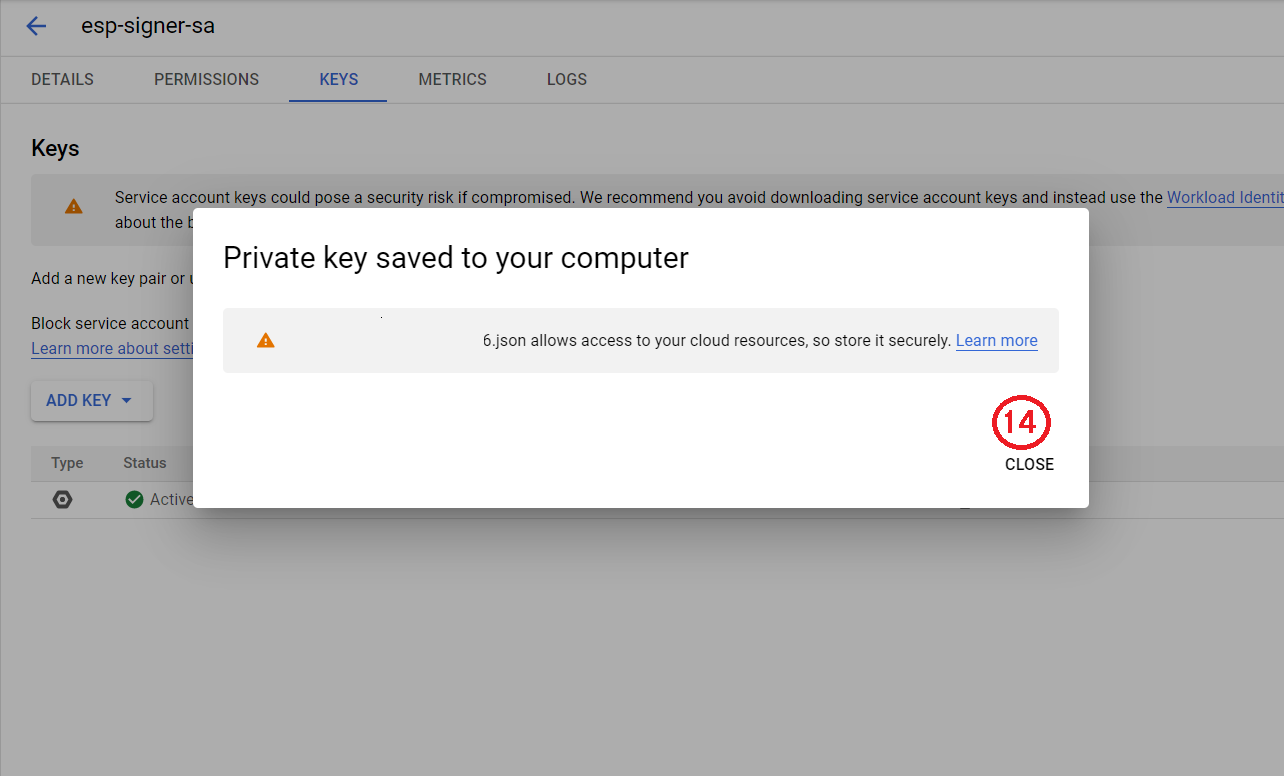 esp-signer-sa
DETAILS PERMISSIONS KEYS METRICS LOGS
Keys
Service account keys could pose a security risk if compromised. We recommend you avoid downloading service account keys and instead use the Workload Identit
about the b
Private key saved to your computer
Add a new key pair or u
Block service account
Learn more about setti
6.json allows access to your cloud resources, so store it securely. Learn more
ADD KEY
14
CLOSE
Type Status
Active